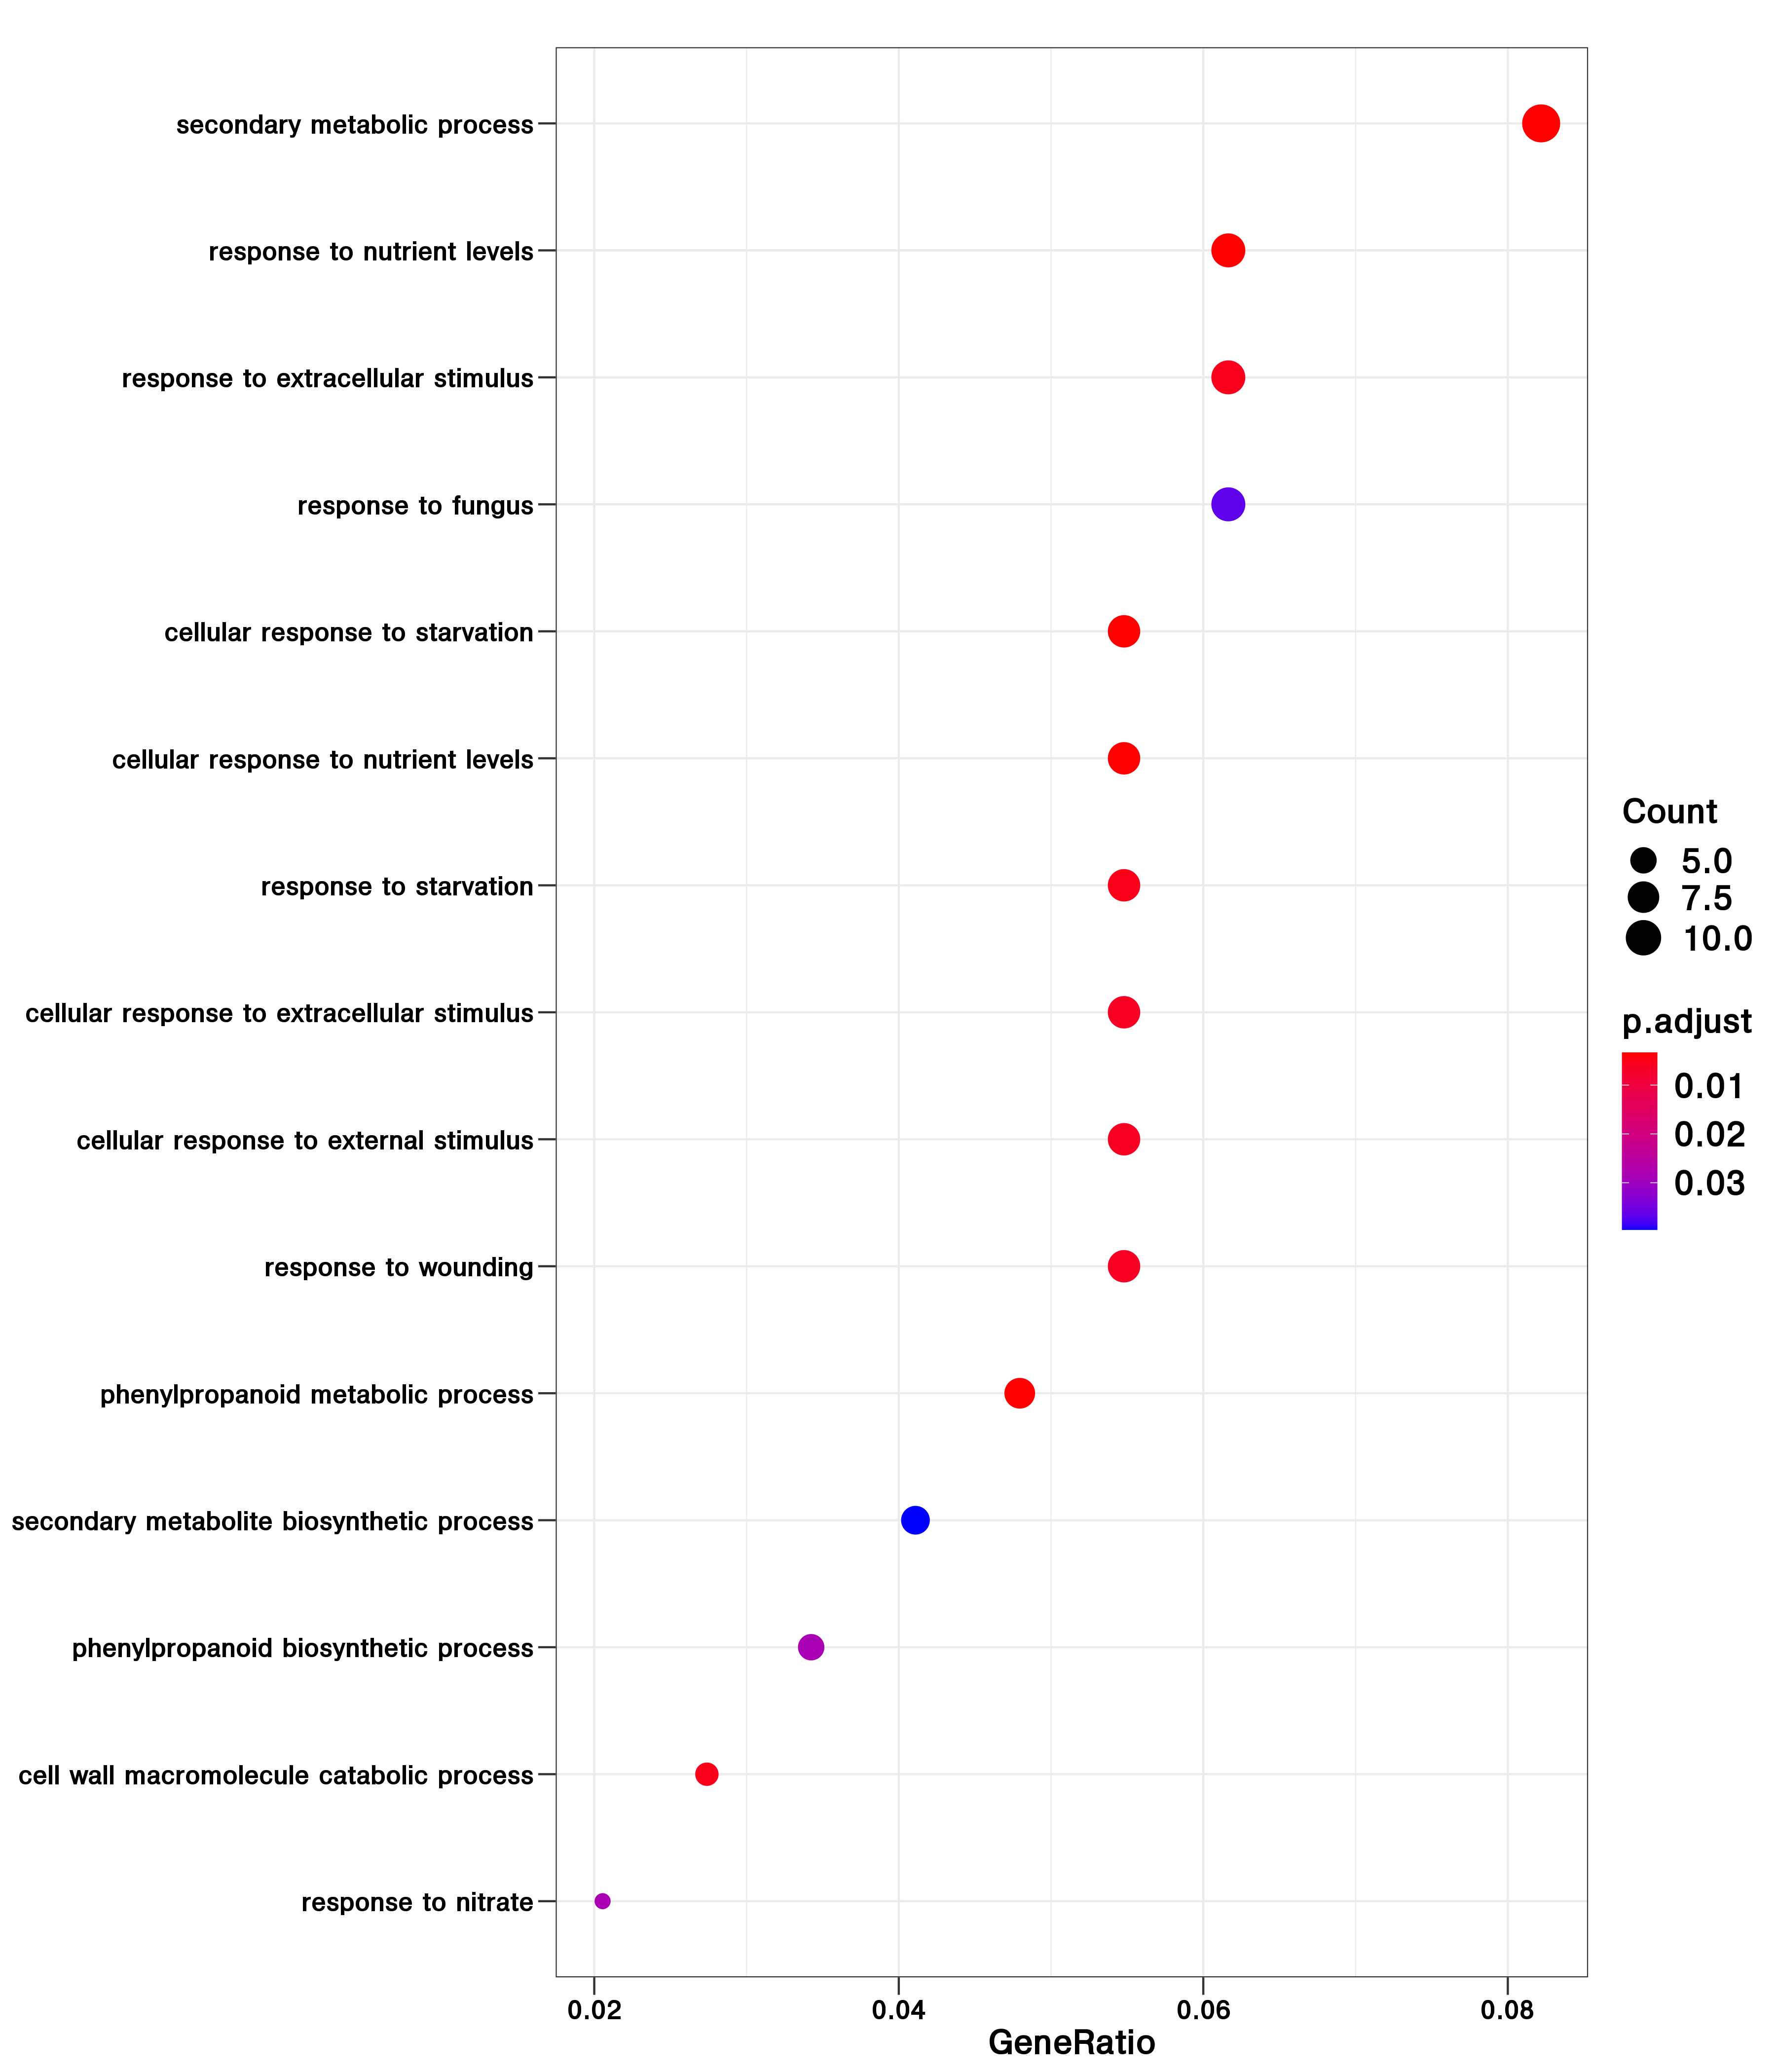 secondary metabolic process
response to nutrient levels
response to extracellular stimulus
response to fungus
cellular response to starvation
cellular response to nutrient levels
response to starvation
cellular response to extracellular stimulus
cellular response to external stimulus
response to wounding
phenylpropanoid metabolic process
secondary metabolite biosynthetic process
phenylpropanoid biosynthetic process
cell wall macromolecule catabolic process
response to nitrate
0.02 0.04 0.06 0.08
GeneRatio
Count
5.0
7.5
10.0
p.adjust
0.01
0.02
0.03